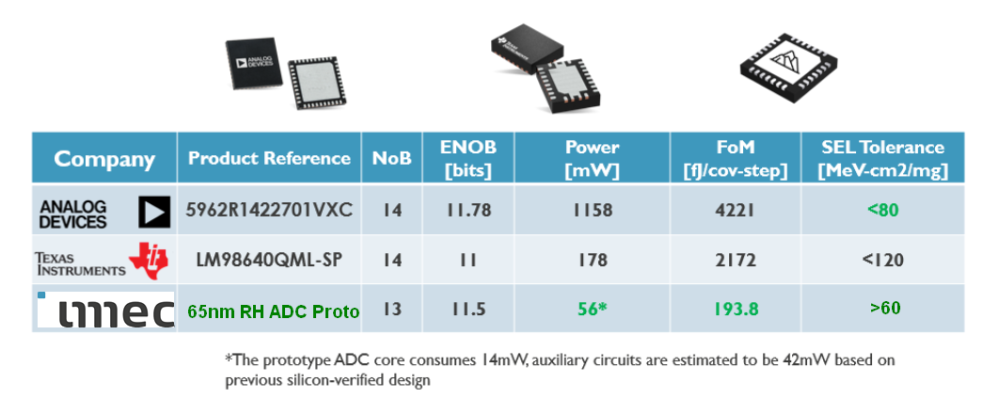 ANALOG
DEVICES
TEXAS
INSTRUMENTS
Company Product Reference NoB ENOB [bits] Power [mW] FoM [fJ/cov-step] SEL Tolerance [MeV-cm2/mg]
ANALOG DEVICES 5962R1422701VXC 14 11.78 1158 4221 <80
TEXAS INSTRUMENTS LM98640QML-SP 14 11 178 2172 <120
imec 65nm RH ADC Proto 13 11.5 56* 193.8 >60
*The prototype ADC core consumes 14mW, auxiliary circuits are estimated to be 42mW based on
previous silicon-verified design